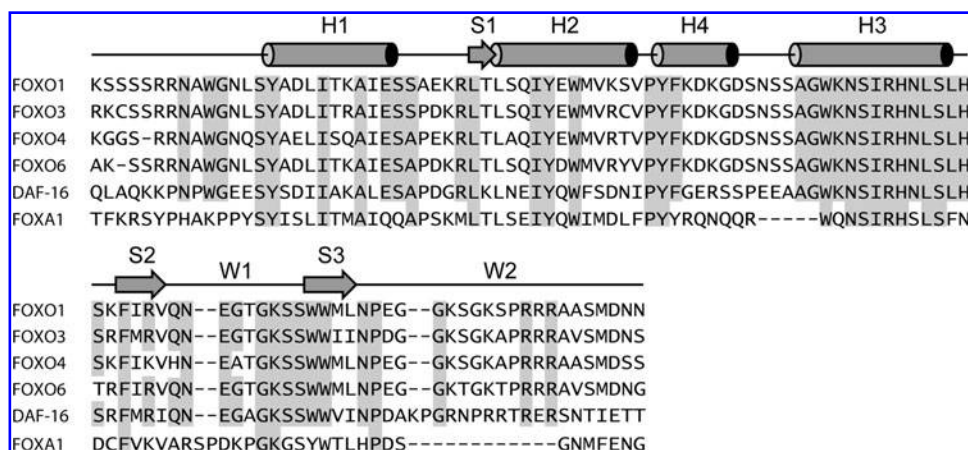 H1 S1 H2 H4 H3
FOXO1 KSSSSRRNAWGNLSYADLITKAIESSAEKRLTLSQIYEWMVKSVPYFKDKGDSNSSAGWKNSIRHNLSLH
FOXO3 RKCSSRRNAWGNLSYADLITRAIESSPDKRLTLSQIYEWMVRCVPYFKDKGDSNSSAGWKNSIRHNLSLH
FOXO4 KGGS-RRNAWGNQSYAELISQAIESAPEKRLTLAQIYEWMVRTVPYFKDKGDSNSSAGWKNSIRHNLSLH
FOXO6 AK-SSRRNAWGNLSYADLITKAIESAPDKRLTLSQIYDWMVRYVPYFKDKGDSNSSAGWKNSIRHNLSLH
DAF-16 QLAQKKPNPWGEESYSDIIAKALESAPDGRLKLNEIYQWFSDNIPYFGERSSPEEAAGWKNSIRHNLSLH
FOXA1 TFKRSYPHAKPPYSYISLITMAIQQAPSKMLTLSEIYQWIMDLFPYYRQNQQR-----WQNSIRHSLSFN
S2 W1 S3 W2
FOXO1 SKFIRVQN--EGTGKSSWWMLNPEG--GKSGKSPRRRAASMDNN
FOXO3 SRFMRVQN--EGTGKSSWWIINPDG--GKSGKAPRRRAVSMDNS
FOXO4 SKFIKVHN--EATGKSSWWMLNPEG--GKSGKAPRRRAASMDSS
FOXO6 TRFIRVQN--EGTGKSSWWMLNPEG--GKTGKTPRRRAVSMDNG
DAF-16 SRFMRIQN--EGAGKSSWWVINPDAKPGRNPRRTRERSNTIETT
FOXA1 DCFVKVARSPDKPGKGSYWTLHPDS------------GNMFENG